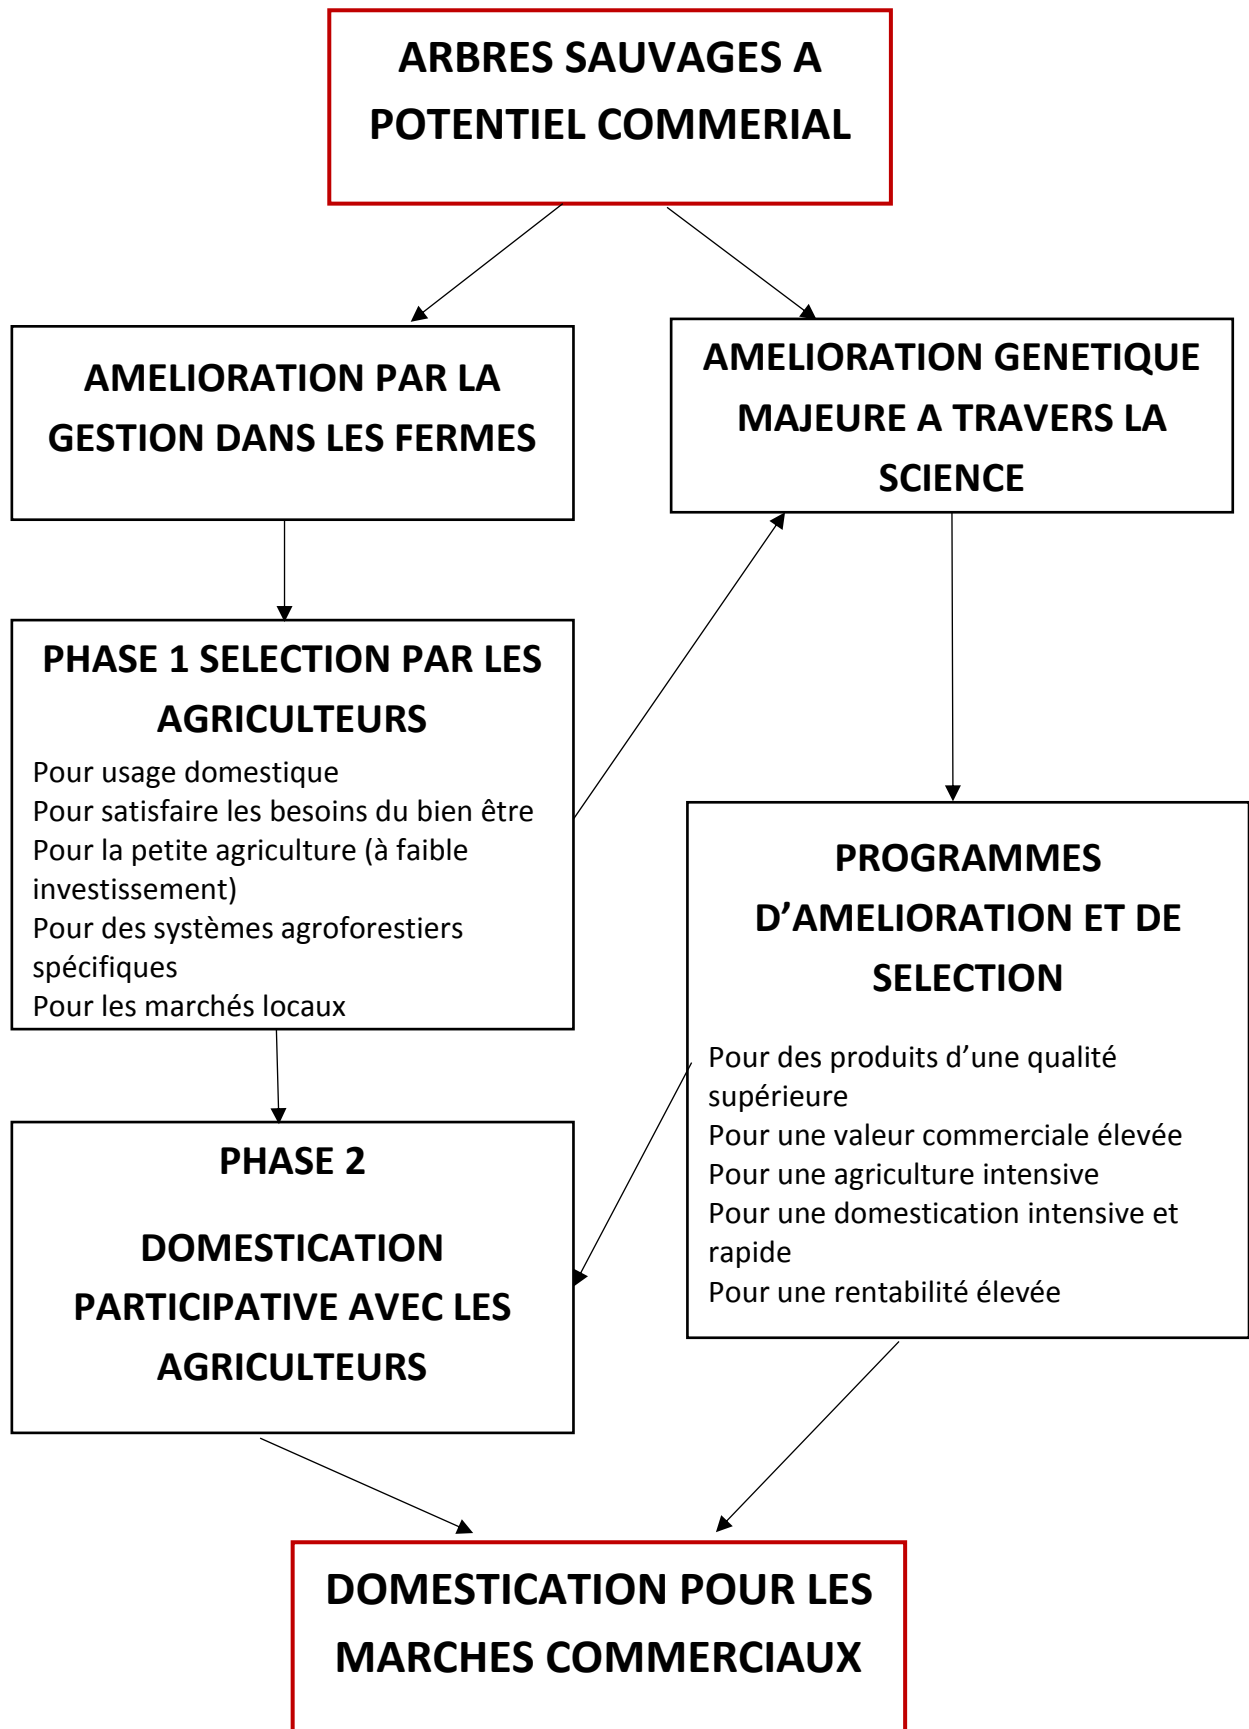 ARBRES SAUVAGES A
POTENTIEL COMMERIAL
AMELIORATION PAR LA
GESTION DANS LES FERMES
AMELIORATION GENETIQUE
MAJEURE A TRAVERS LA
SCIENCE
PHASE 1 SELECTION PAR LES
AGRICULTEURS
Pour usage domestique
Pour satisfaire les besoins du bien être
Pour la petite agriculture (à faible
investissement)
Pour des systèmes agroforestiers
spécifiques
Pour les marchés locaux
PROGRAMMES
D’AMELIORATION ET DE
SELECTION
Pour des produits d’une qualité
supérieure
Pour une valeur commerciale élevée
Pour une agriculture intensive
Pour une domestication intensive et
rapide
Pour une rentabilité élevée
PHASE 2
DOMESTICATION
PARTICIPATIVE AVEC LES
AGRICULTEURS
DOMESTICATION POUR LES
MARCHES COMMERCIAUX